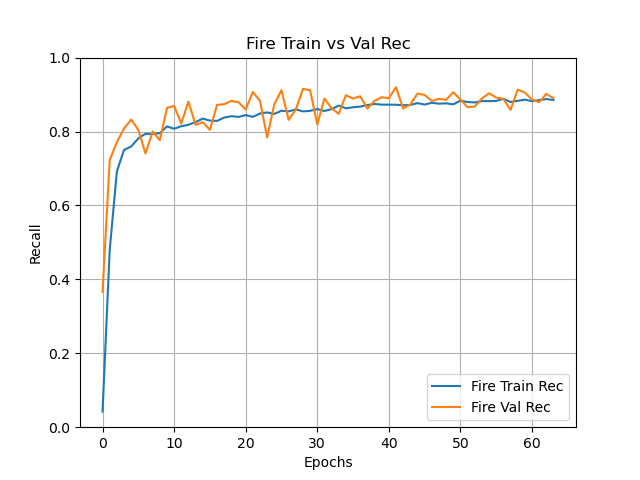 Fire Train vs Val Rec
1.0
0.8
0.6
0.4
0.2
0.0
Recall
0 10 20 30 40 50 60
Epochs
Fire Train Rec
Fire Val Rec